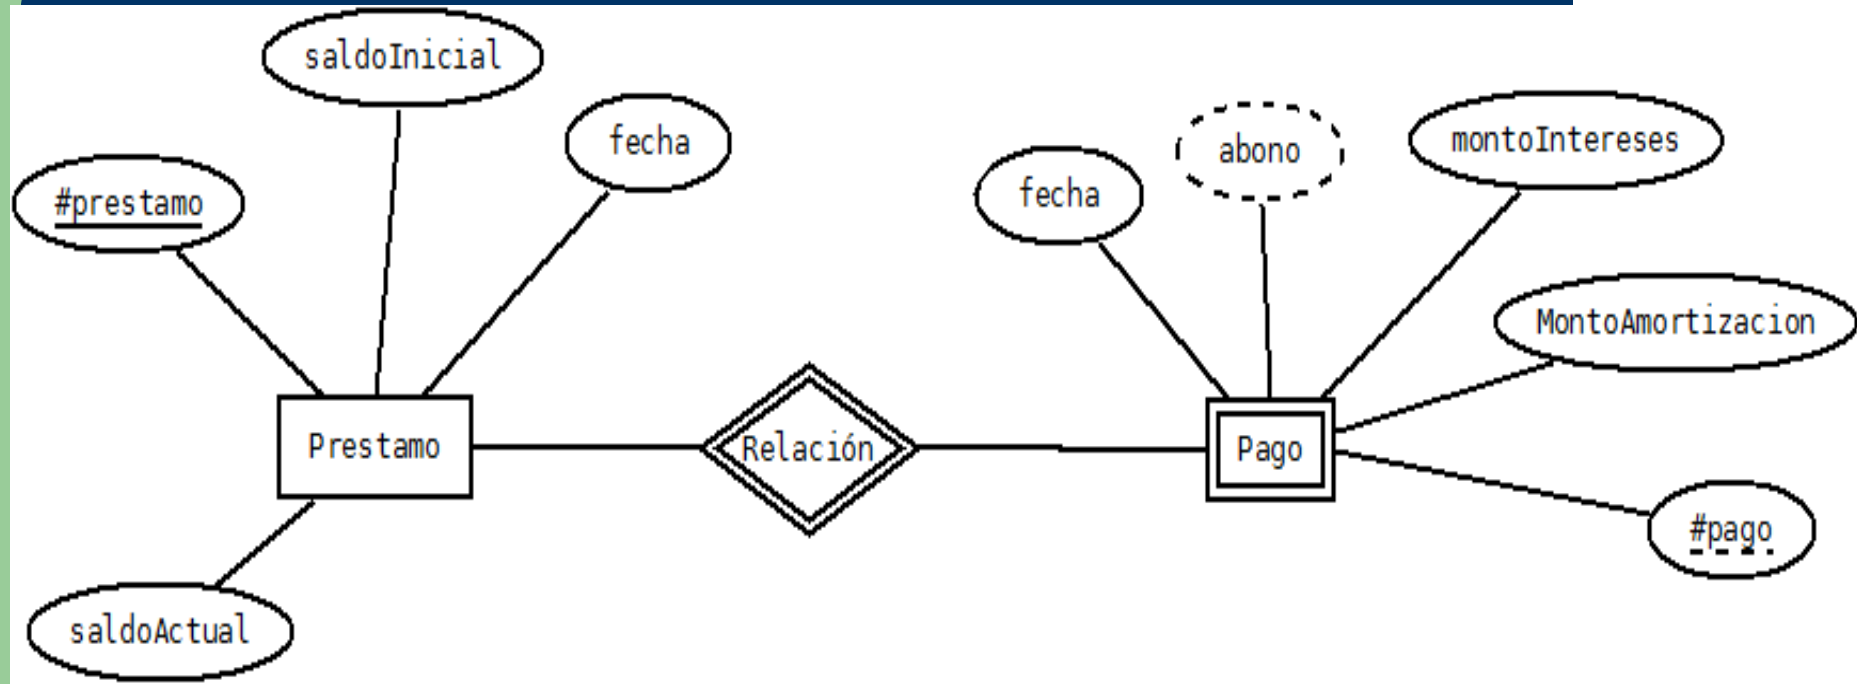 saldoInicial
fecha
#prestamo
Prestamo
saldoActual
Relación
fecha
abono
montoIntereses
MontoAmortizacion
Pago
#pago